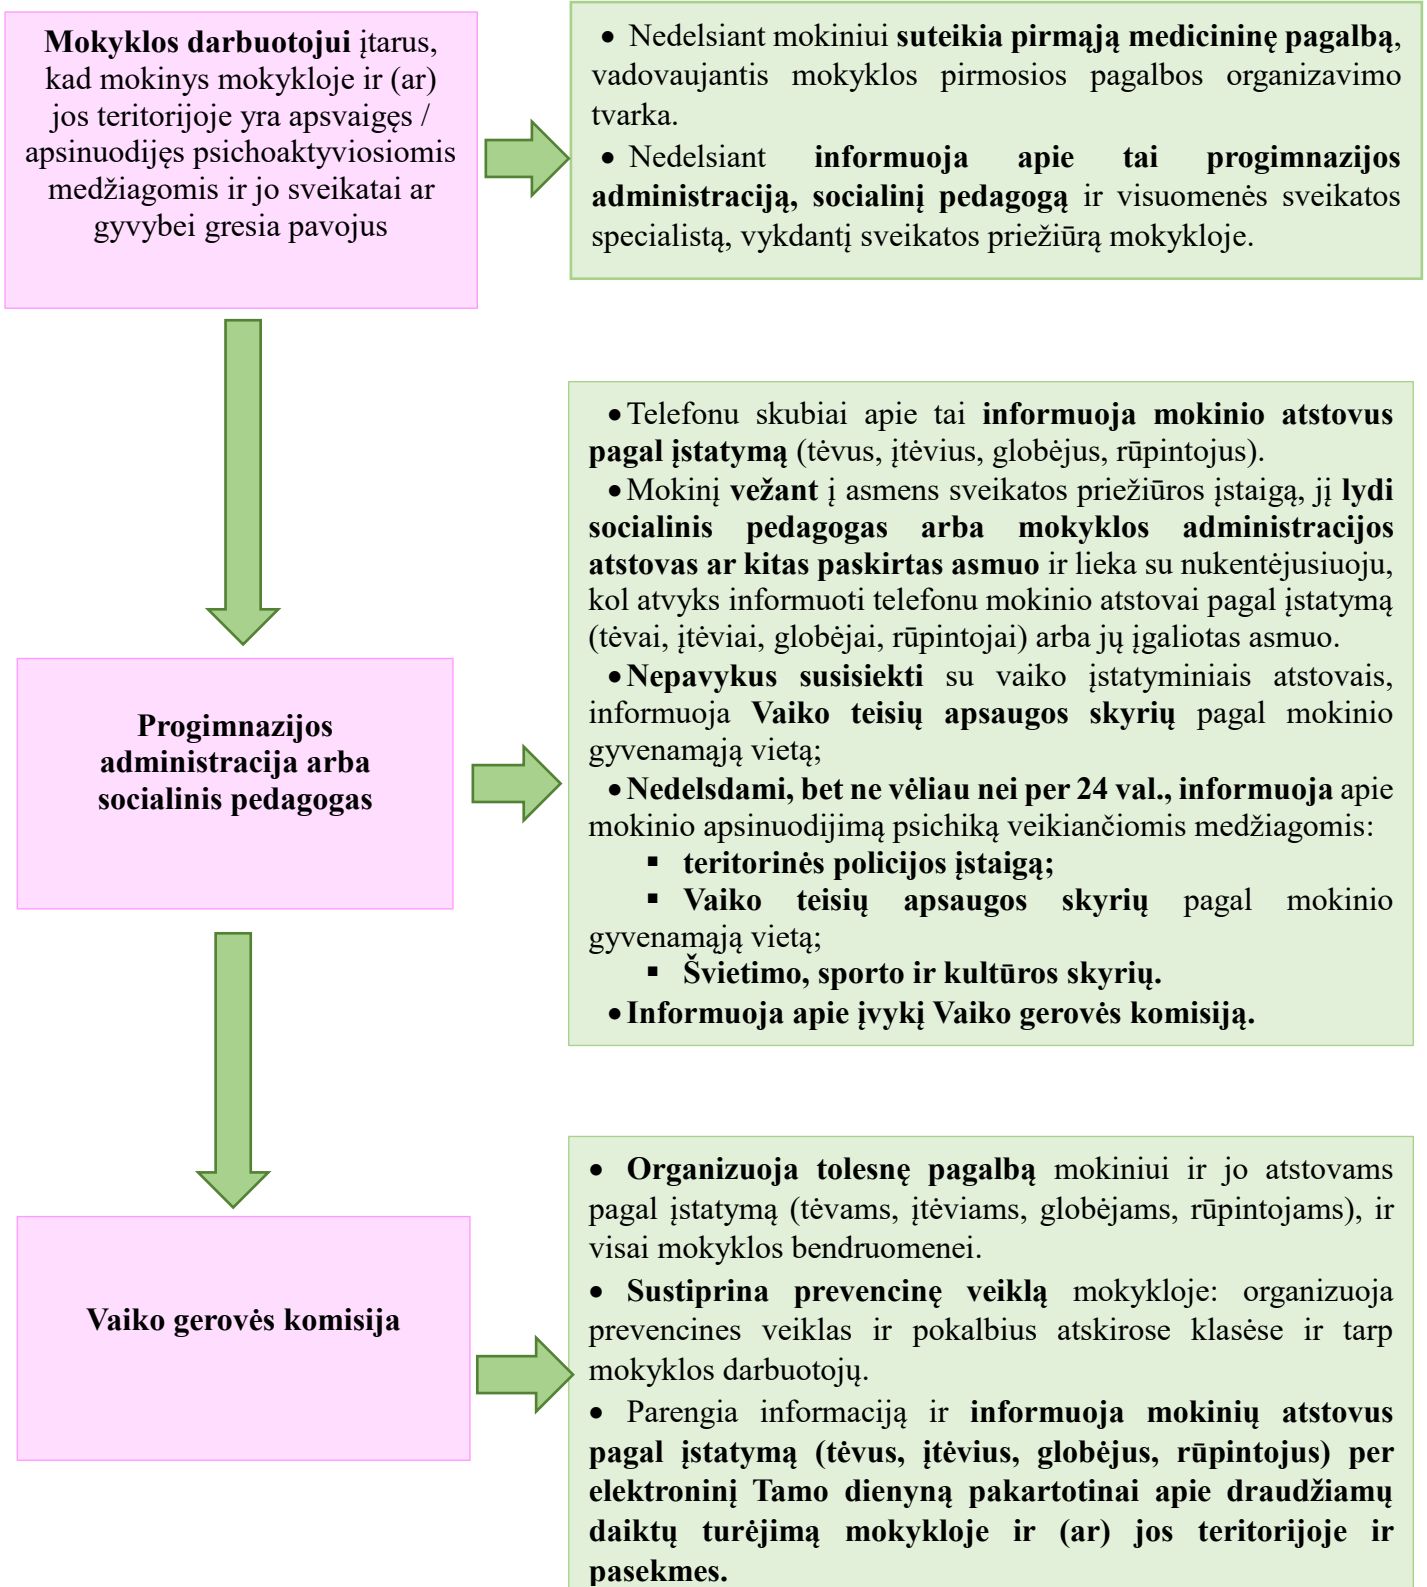 Mokyklos darbuotojui įtarus,
kad mokinys mokykloje ir (ar)
jos teritorijoje yra apsvaigęs /
apsinuodijęs psichoaktyviosiomis
medžiagomis ir jo sveikatai ar
gyvybei gresia pavojus
• Nedelsiant mokiniui suteikia pirmąją medicininę pagalbą,
vadovaujantis mokyklos pirmosios pagalbos organizavimo
tvarka.
• Nedelsiant informuoja apie tai progimnazijos
administraciją, socialinį pedagogą ir visuomenės sveikatos
specialistą, vykdantį sveikatos priežiūrą mokykloje.
Progimnazijos
administracija arba
socialinis pedagogas
• Telefonu skubiai apie tai informuoja mokinio atstovus
pagal įstatymą (tėvus, įtėvius, globėjus, rūpintojus).
• Mokinį vežant į asmens sveikatos priežiūros įstaigą, jį lydi
socialinis pedagogas arba mokyklos administracijos
atstovas ar kitas paskirtas asmuo ir lieka su nukentėjusiuoju,
kol atvyks informuoti telefonu mokinio atstovai pagal įstatymą
(tėvai, įtėviai, globėjai, rūpintojai) arba jų įgaliotas asmuo.
• Nepavykus susisiekti su vaiko įstatyminiais atstovais,
informuoja Vaiko teisių apsaugos skyrių pagal mokinio
gyvenamąją vietą;
• Nedelsdami, bet ne vėliau nei per 24 val., informuoja apie
mokinio apsinuodijimą psichiką veikiančiomis medžiagomis:
▪ teritorinės policijos įstaigą;
▪ Vaiko teisių apsaugos skyrių pagal mokinio
gyvenamąją vietą;
▪ Švietimo, sporto ir kultūros skyrių.
• Informuoja apie įvykį Vaiko gerovės komisiją.
Vaiko gerovės komisija
• Organizuoja tolesnę pagalbą mokiniui ir jo atstovams
pagal įstatymą (tėvams, įtėviams, globėjams, rūpintojams), ir
visai mokyklos bendruomenei.
• Sustiprina prevencinę veiklą mokykloje: organizuoja
prevencines veiklas ir pokalbius atskirose klasėse ir tarp
mokyklos darbuotojų.
• Parengia informaciją ir informuoja mokinių atstovus
pagal įstatymą (tėvus, įtėvius, globėjus, rūpintojus) per
elektroninį Tamo dienyną pakartotinai apie draudžiamų
daiktų turėjimą mokykloje ir (ar) jos teritorijoje ir
pasekmes.